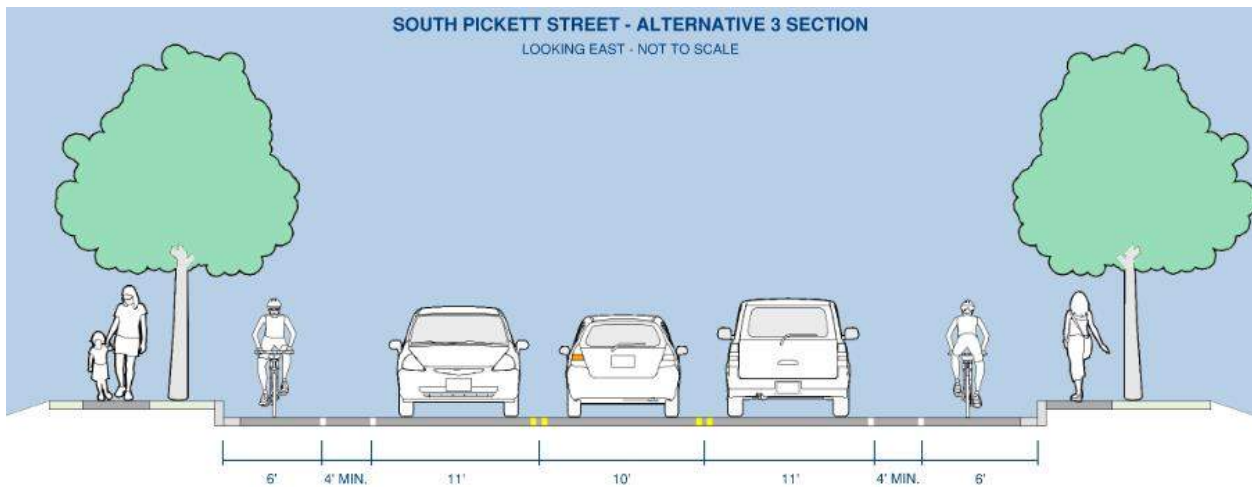 SOUTH PICKETT STREET - ALTERNATIVE 3 SECTION
LOOKING EAST - NOT TO SCALE
6' 4' MIN. 11' 10' 11' 4' MIN. 6'